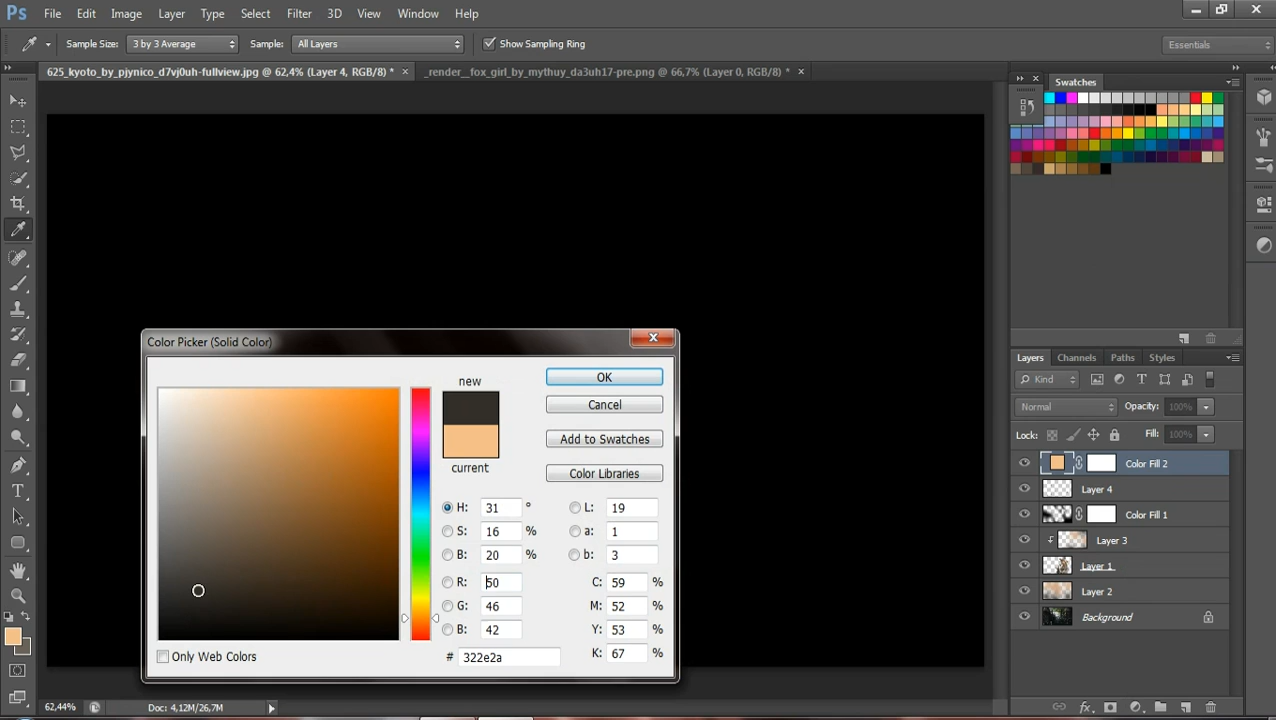 Ps File Edit Image Layer Type Select Filter 3D View Window Help
Sample Size: 3 by 3 Average Sample: All Layers Show Sampling Ring Essentials
625_kyoto_by_pjynico_d7vj0uh-fullview.jpg @ 62,4% (Layer 4, RGB/8) * × _render__fox_girl_by_mythuy_da3uh17-pre.png @ 66,7% (Layer 0, RGB/8) * ×
Swatches
Color Picker (Solid Color)
new
current
OK
Cancel
Add to Swatches
Color Libraries
H: 31 °
S: 16 %
B: 20 %
R: 50
G: 46
B: 42
L: 19
a: 1
b: 3
C: 59 %
M: 52 %
Y: 53 %
K: 67 %
Only Web Colors
# 322e2a
Layers Channels Paths Styles
Kind
Normal Opacity: 100%
Lock: Fill: 100%
Color Fill 2
Layer 4
Color Fill 1
Layer 3
Layer 1
Layer 2
Background
fx
62,44% Doc: 4,12M/26,7M